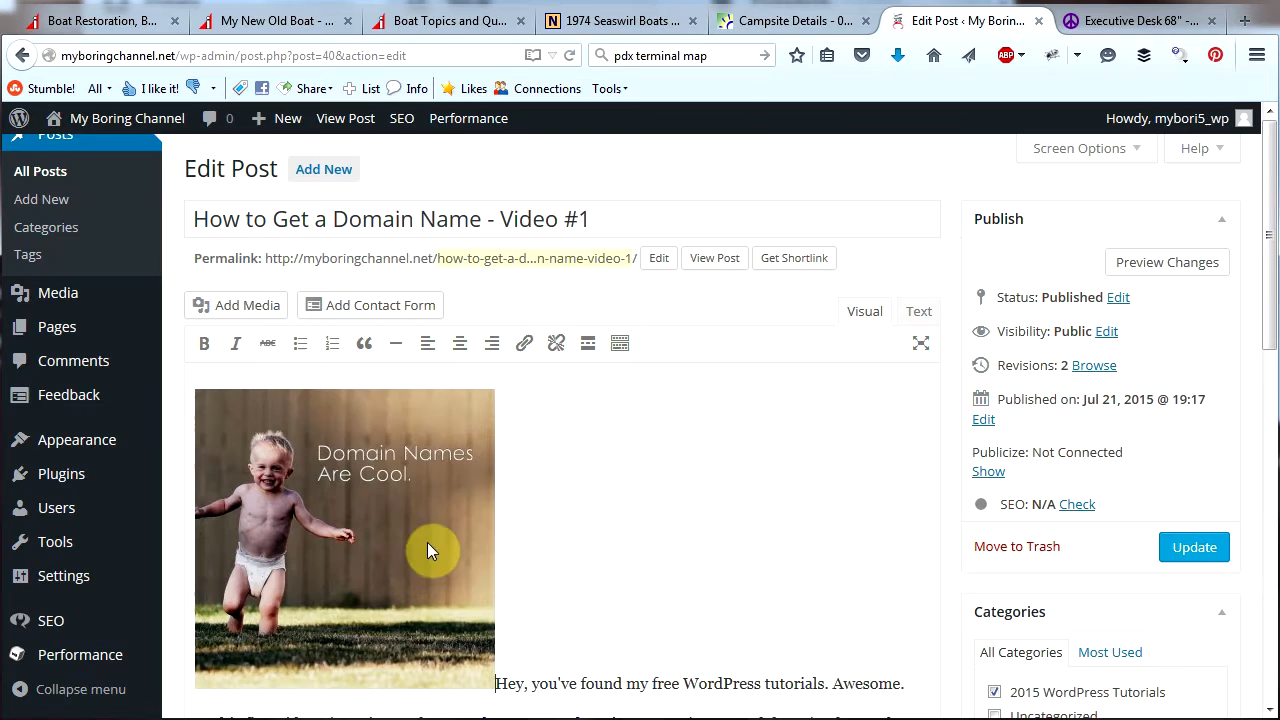 Boat Restoration, B...
My New Old Boat - ...
Boat Topics and Qu...
1974 Seaswirl Boats ...
Campsite Details - 0...
Edit Post ‹ My Boring...
Executive Desk 68" -...
myboringchannel.net/wp-admin/post.php?post=40&action=edit
pdx terminal map
ABP
Stumble!
All
I like it!
Share
List
Info
Likes
Connections
Tools
My Boring Channel
0
New
View Post
SEO
Performance
Howdy, mybori5_wp
Posts
All Posts
Add New
Categories
Tags
Media
Pages
Comments
Feedback
Appearance
Plugins
Users
Tools
Settings
SEO
Performance
Collapse menu
Screen Options
Help
Edit Post
Add New
How to Get a Domain Name - Video #1
Permalink: http://myboringchannel.net/how-to-get-a-d...n-name-video-1/
Edit
View Post
Get Shortlink
Add Media
Add Contact Form
Visual
Text
B I ABC
Domain Names
Are Cool.
Hey, you've found my free WordPress tutorials. Awesome.
Publish
Preview Changes
Status: Published Edit
Visibility: Public Edit
Revisions: 2 Browse
Published on: Jul 21, 2015 @ 19:17
Edit
Publicize: Not Connected
Show
SEO: N/A Check
Move to Trash
Update
Categories
All Categories
Most Used
2015 WordPress Tutorials
Uncategorized